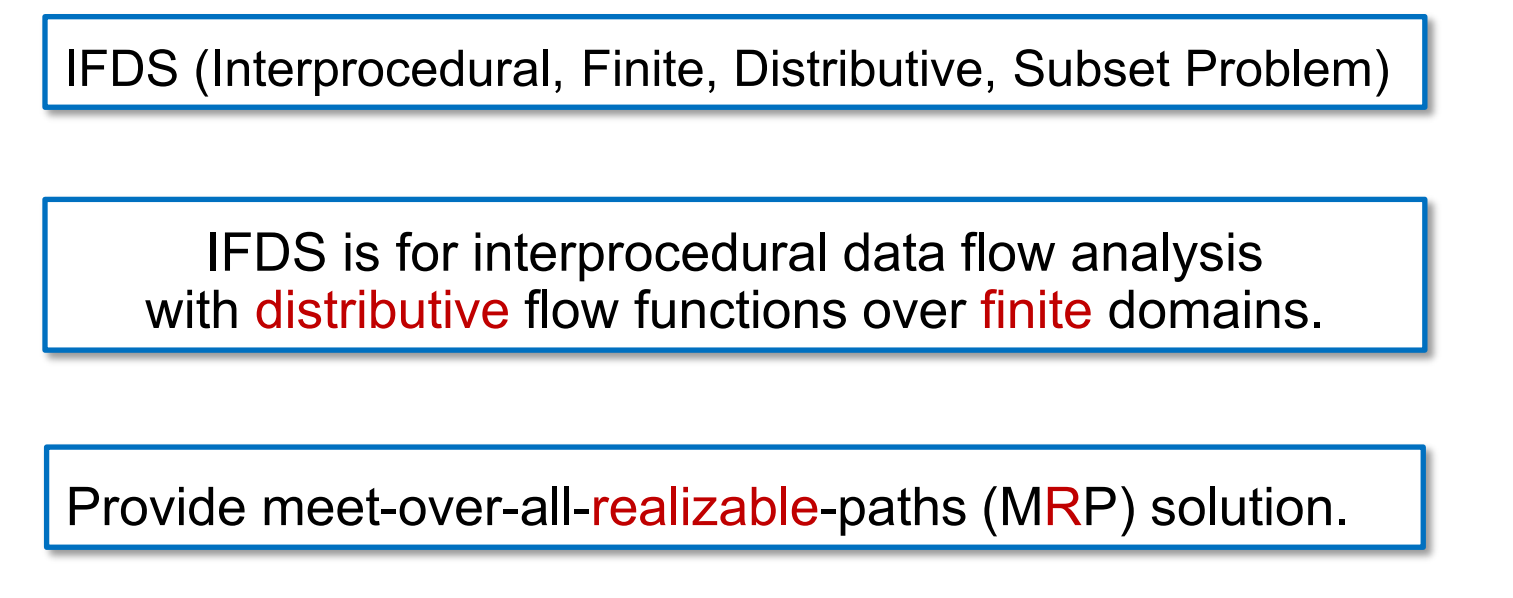 IFDS (Interprocedural, Finite, Distributive, Subset Problem)
IFDS is for interprocedural data flow analysis
with distributive flow functions over finite domains.
Provide meet-over-all-realizable-paths (MRP) solution.